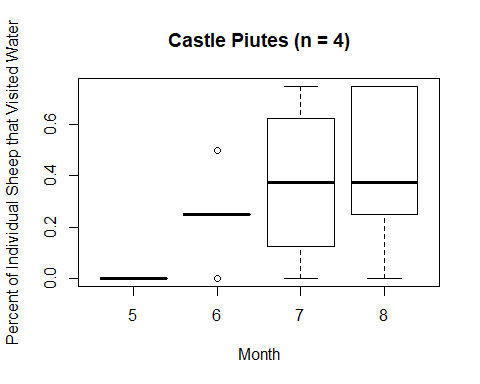 Castle Piutes (n = 4)
Percent of Individual Sheep that Visited Water
0.6
0.4
0.2
0.0
5 6 7 8
Month